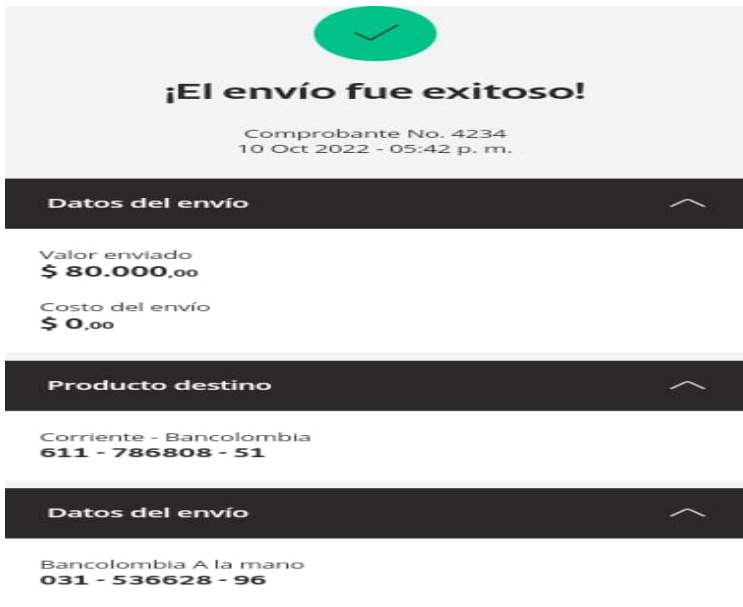 ¡El envío fue exitoso!
Comprobante No. 4234
10 Oct 2022 - 05:42 p. m.
Datos del envío
Valor enviado
$ 80.000,00
Costo del envío
$ 0,00
Producto destino
Corriente - Bancolombia
611 - 786808 - 51
Datos del envío
Bancolombia A la mano
031 - 536628 - 96